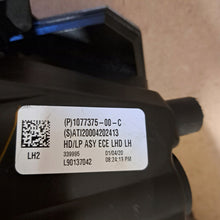 (P)1077375-00-C
(S)ATI20004202413
HD/LP ASY ECE LHD LH
LH2
339995 01/04/20
L90137042 08:24:13 PM